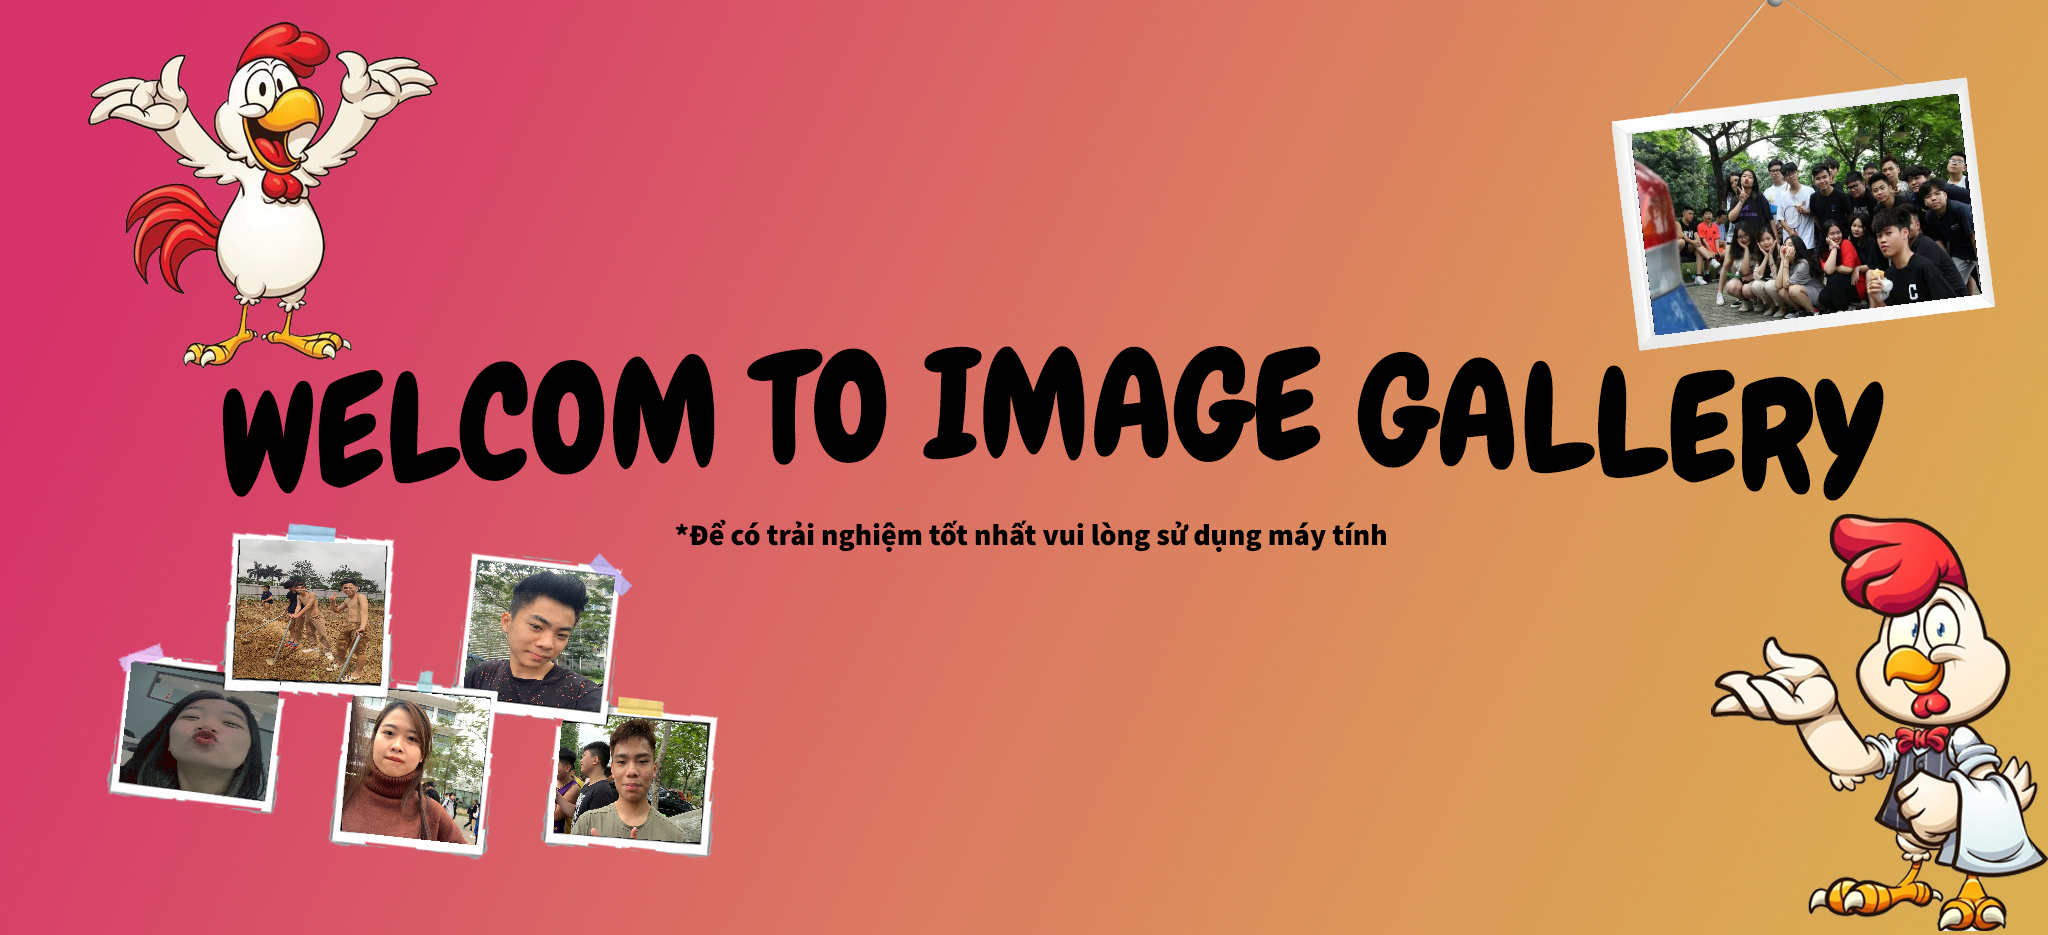 WELCOM TO IMAGE GALLERY
*Để có trải nghiệm tốt nhất vui lòng sử dụng máy tính
C